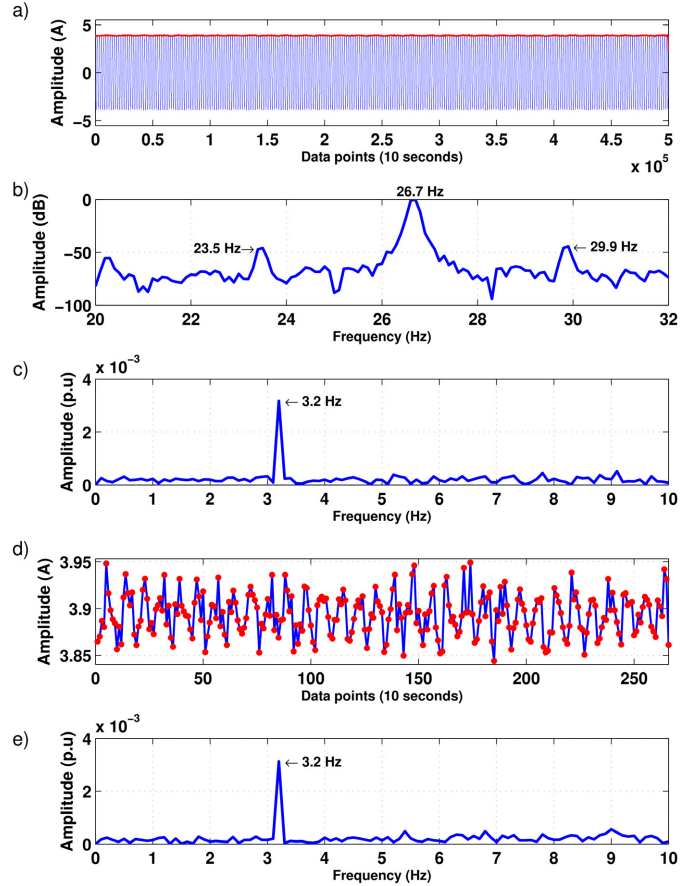 a)
Amplitude (A)
5
0
−5
0 0.5 1 1.5 2 2.5 3 3.5 4 4.5 5
Data points (10 seconds)
x 10^5
b)
Amplitude (dB)
0
−50
−100
26.7 Hz
23.5 Hz→
←29.9 Hz
20 22 24 26 28 30 32
Frequency (Hz)
c)
x 10^−3
Amplitude (p.u)
4
2
0
← 3.2 Hz
0 1 2 3 4 5 6 7 8 9 10
Frequency (Hz)
d)
Amplitude (A)
3.95
3.9
3.85
0 50 100 150 200 250
Data points (10 seconds)
e)
x 10^−3
Amplitude (p.u)
4
2
0
← 3.2 Hz
0 1 2 3 4 5 6 7 8 9 10
Frequency (Hz)